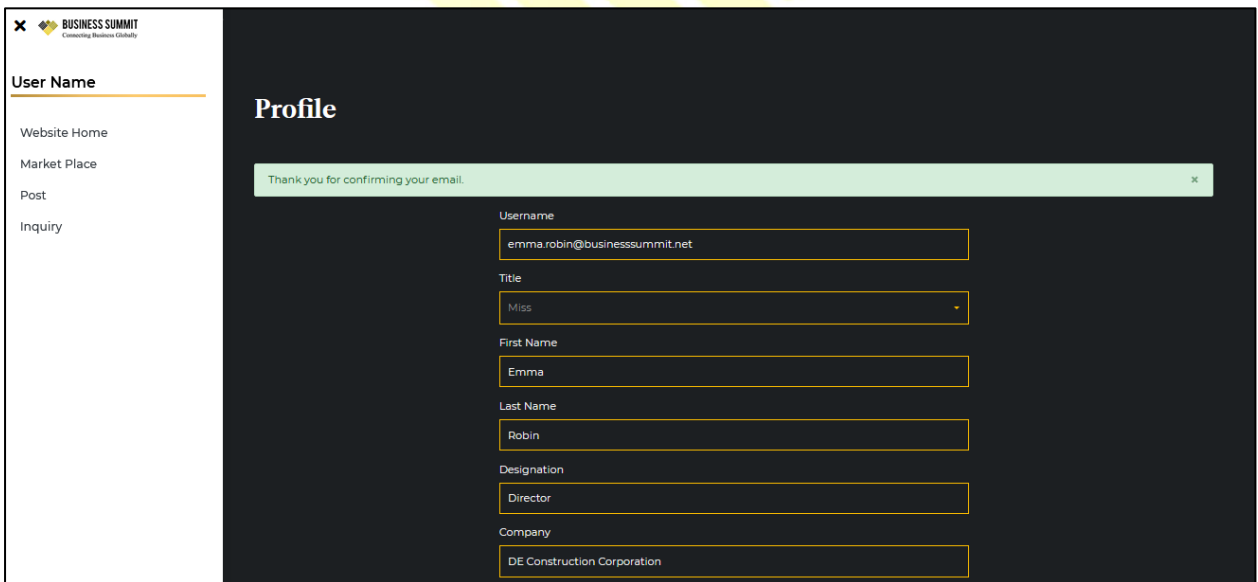 BUSINESS SUMMIT
Connecting Business Globally
User Name
Website Home
Market Place
Post
Inquiry
Profile
Thank you for confirming your email.
Username
emma.robin@businesssummit.net
Title
Miss
First Name
Emma
Last Name
Robin
Designation
Director
Company
DE Construction Corporation